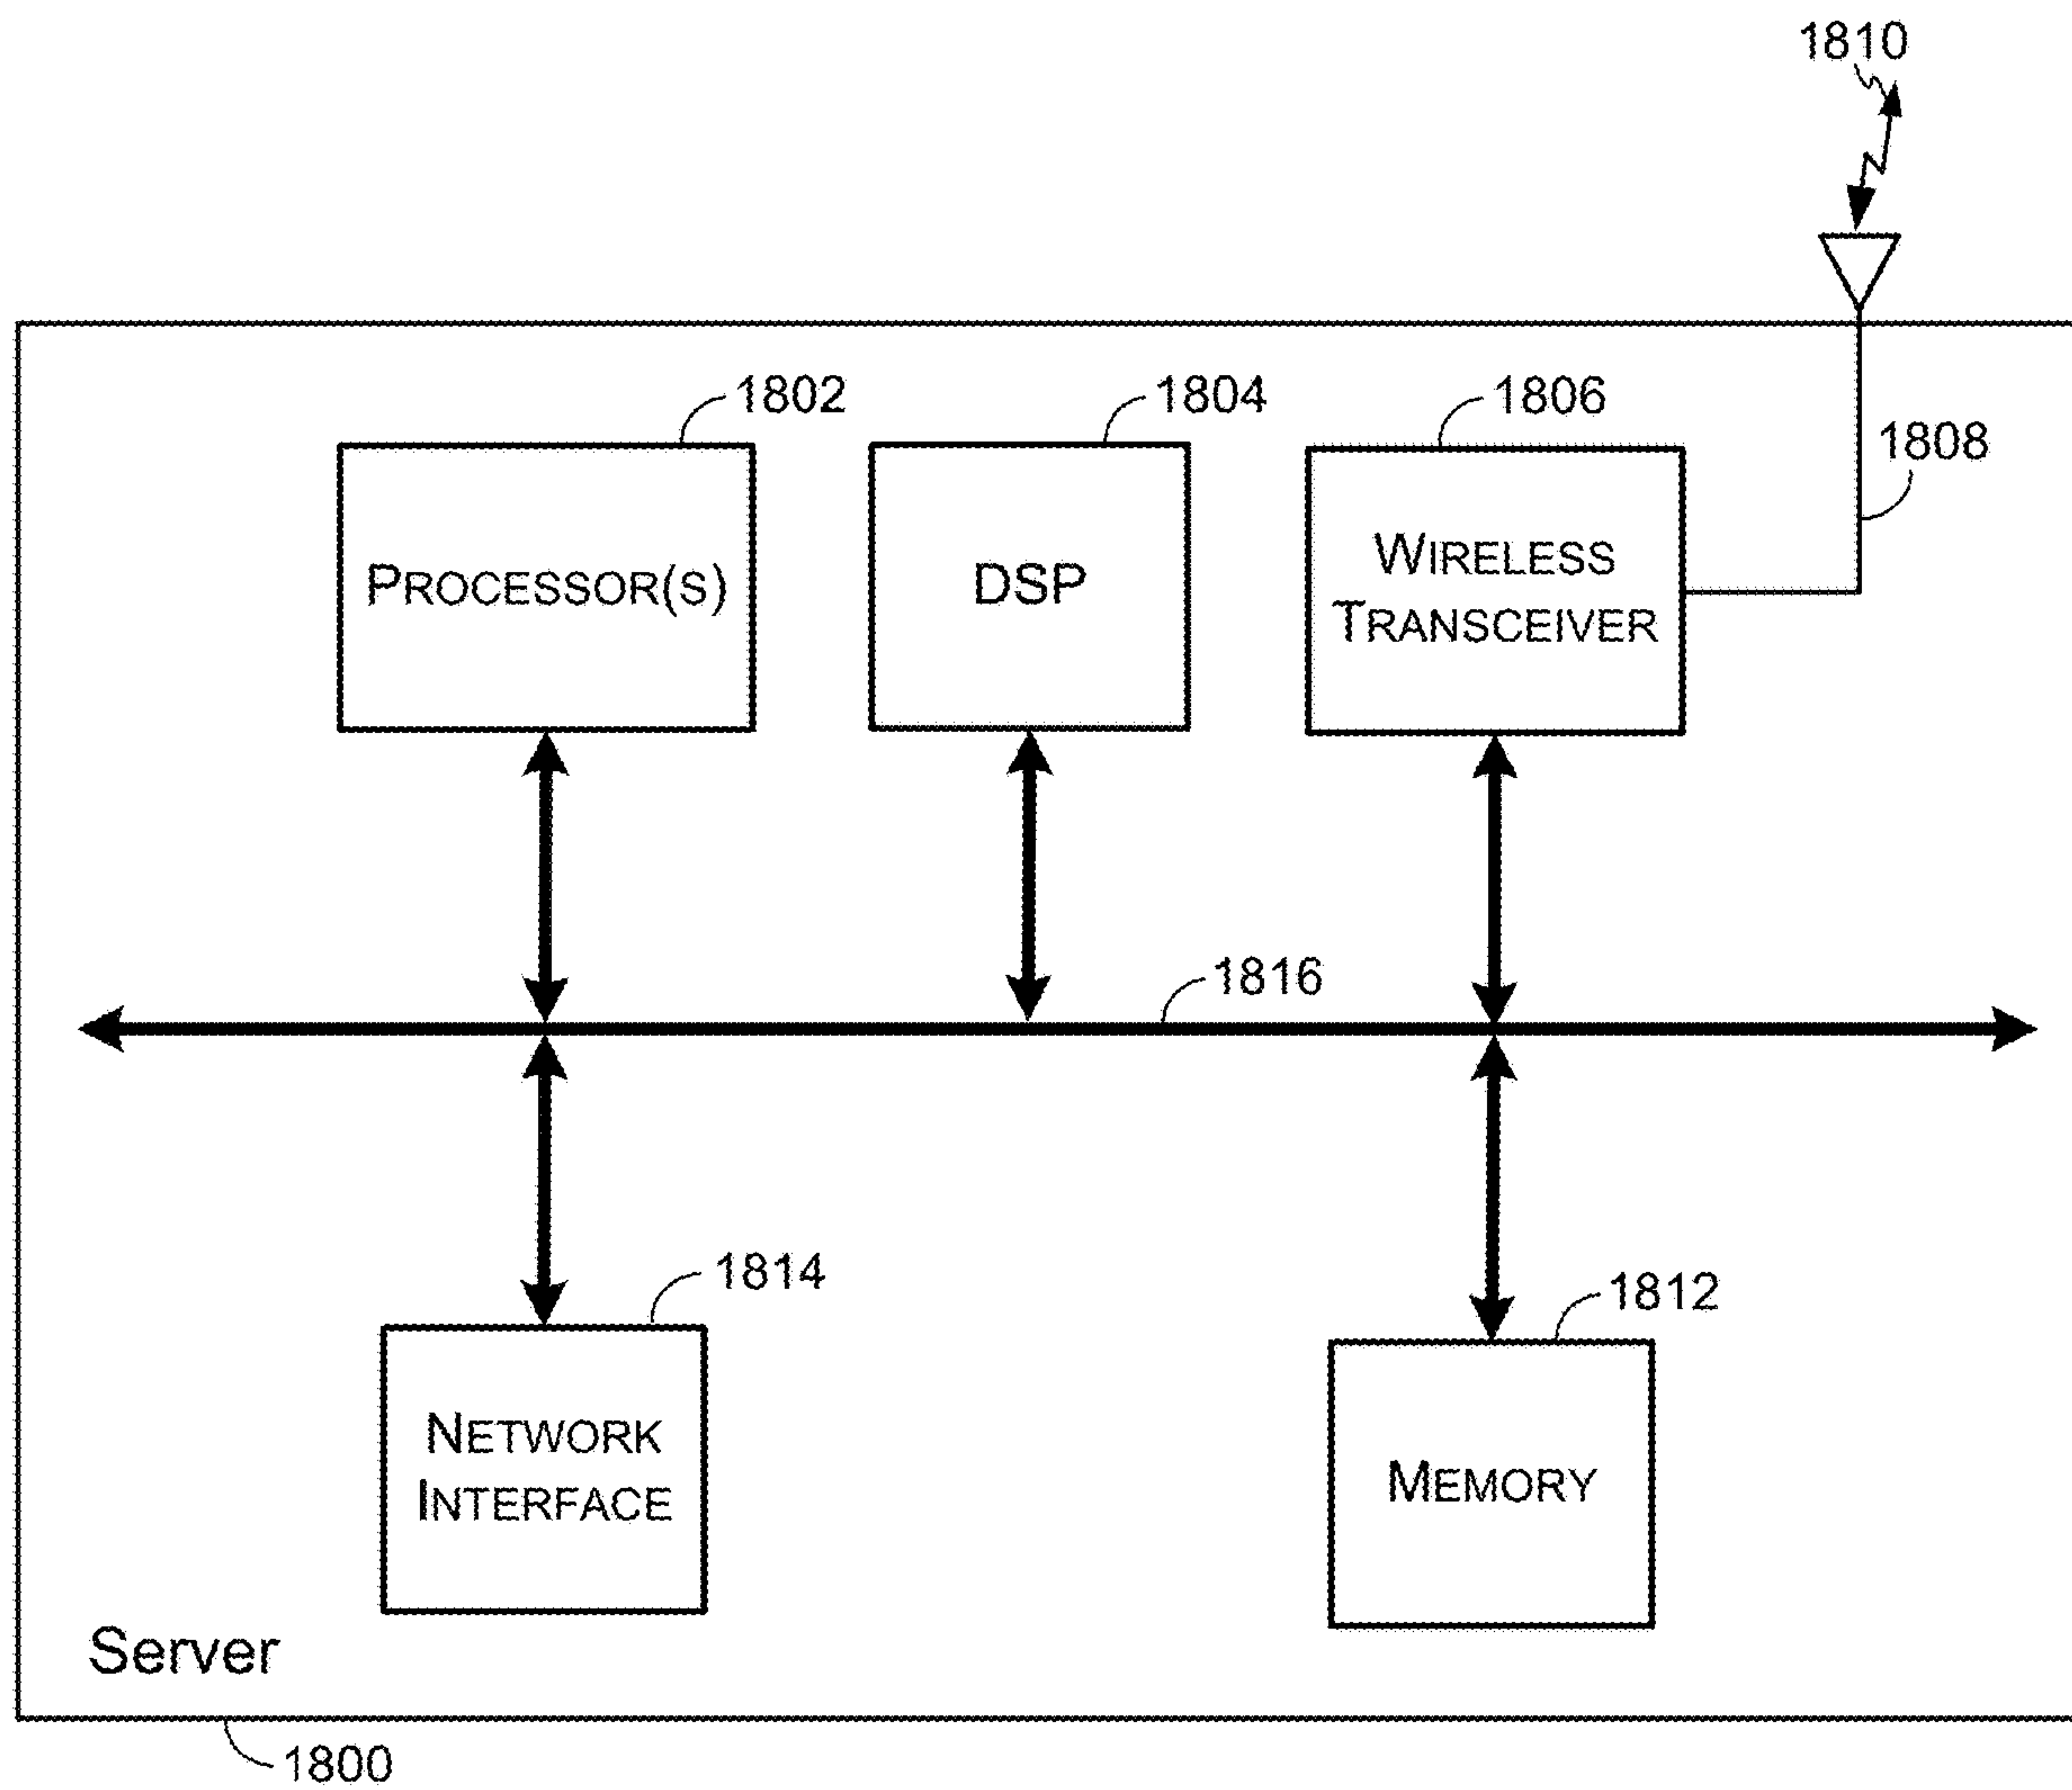 1810
1802
1804
1806
1808
PROCESSOR(S)
DSP
WIRELESS
TRANSCEIVER
1816
1814
1812
NETWORK
INTERFACE
MEMORY
Server
1800